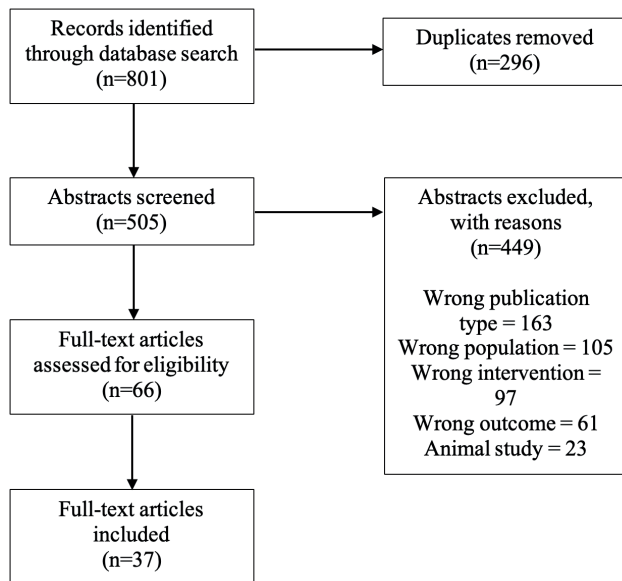 Records identified
through database search
(n=801)
Duplicates removed
(n=296)
Abstracts screened
(n=505)
Abstracts excluded,
with reasons
(n=449)
Wrong publication
type = 163
Wrong population = 105
Wrong intervention =
97
Wrong outcome = 61
Animal study = 23
Full-text articles
assessed for eligibility
(n=66)
Full-text articles
included
(n=37)